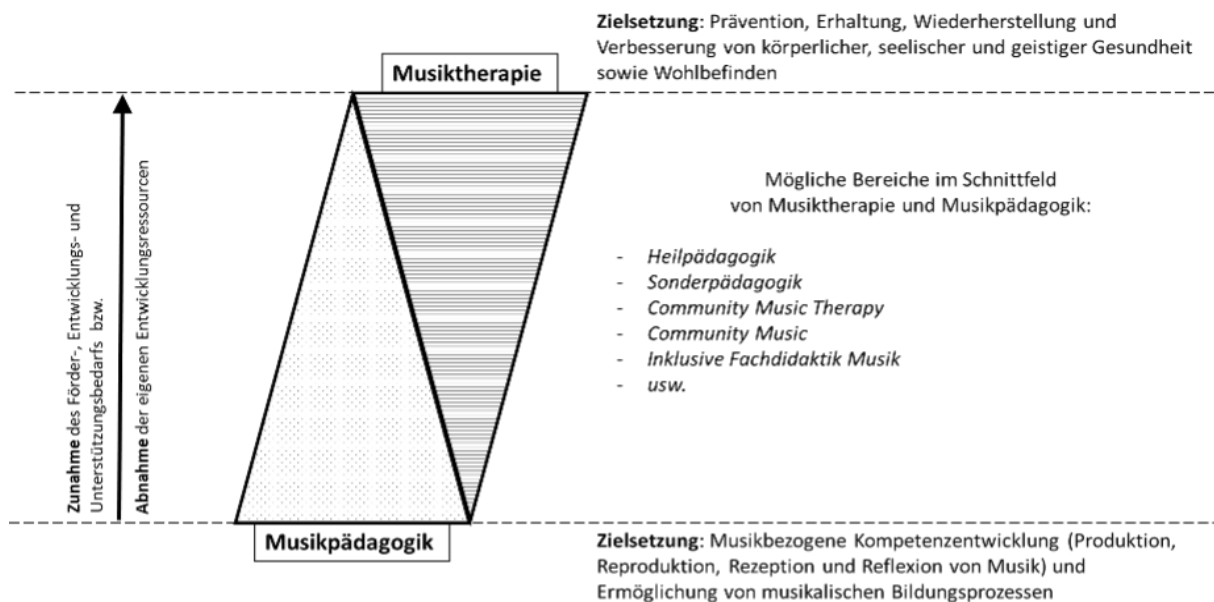 Zielsetzung: Prävention, Erhaltung, Wiederherstellung und
Verbesserung von körperlicher, seelischer und geistiger Gesundheit
sowie Wohlbefinden
Musiktherapie
Zunahme des Förder-, Entwicklungs- und
Unterstützungsbedarfs bzw.
Abnahme der eigenen Entwicklungsressourcen
Mögliche Bereiche im Schnittfeld
von Musiktherapie und Musikpädagogik:
- Heilpädagogik
- Sonderpädagogik
- Community Music Therapy
- Community Music
- Inklusive Fachdidaktik Musik
- usw.
Musikpädagogik
Zielsetzung: Musikbezogene Kompetenzentwicklung (Produktion,
Reproduktion, Rezeption und Reflexion von Musik) und
Ermöglichung von musikalischen Bildungsprozessen